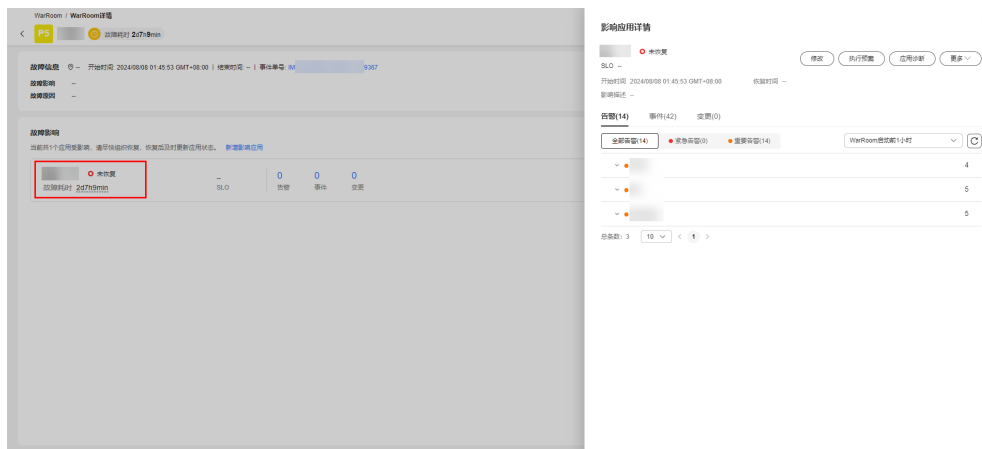 WarRoom / WarRoom详情
P5 故障耗时 2d7h9min
故障信息 -- 开始时间: 2024/08/08 01:45:53 GMT+08:00 | 结束时间: -- | 事件单号: IM 9367
故障影响 --
故障原因 --
故障影响
当前共1个应用受影响，请尽快组织恢复，恢复后及时更新应用状态。 新增影响应用
未恢复
故障耗时 2d7h9min
--
SLO
0
告警
0
事件
0
变更
影响应用详情
未恢复
SLO --
修改 执行预案 应用诊断 更多
开始时间 2024/08/08 01:45:53 GMT+08:00 恢复时间 --
影响描述 --
告警(14) 事件(42) 变更(0)
全部告警(14) 紧急告警(0) 重要告警(14) WarRoom启动前1小时
4
5
5
总条数: 3 10 < 1 >